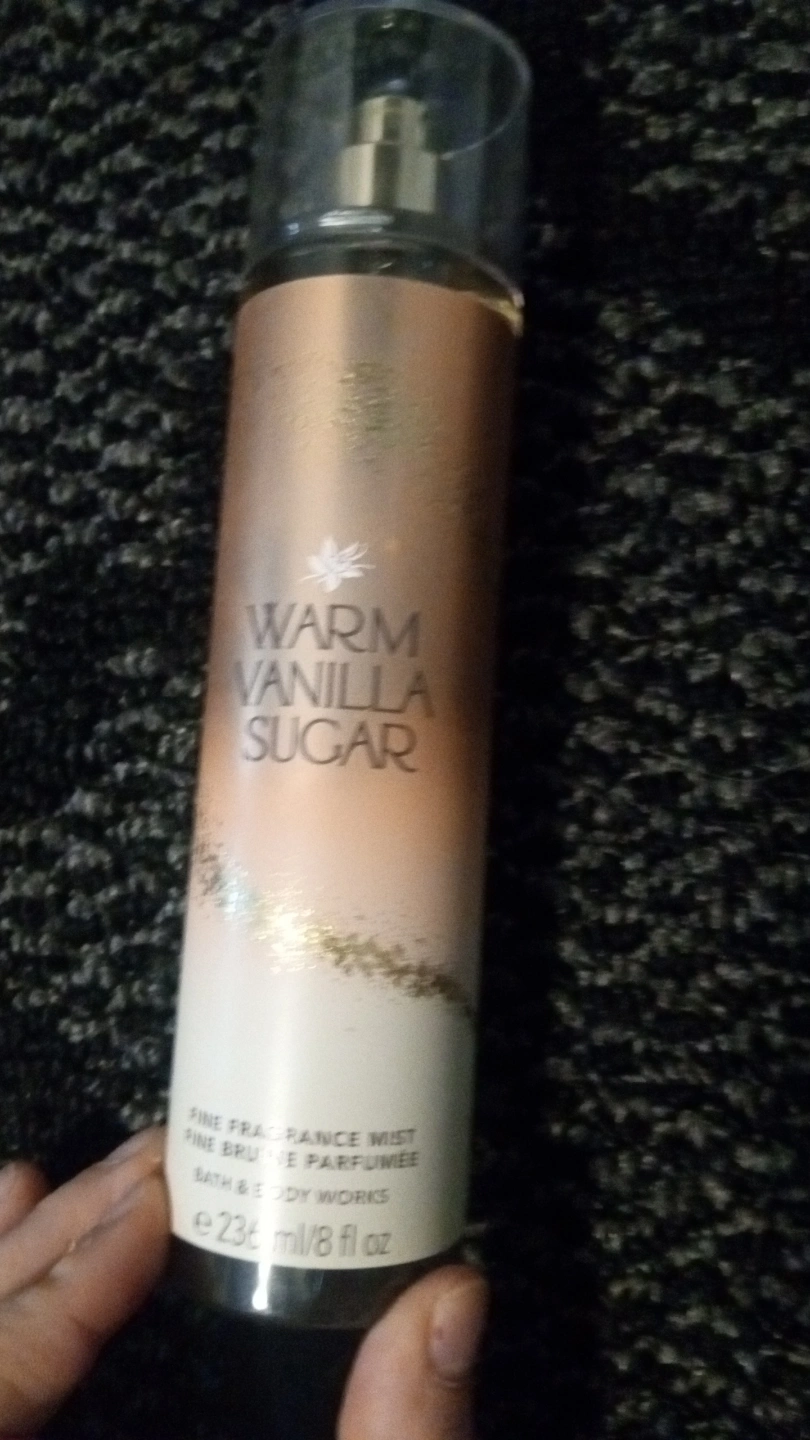 WARM
VANILLA
SUGAR
FINE FRAGRANCE MIST
FINE BRUME PARFUMÉE
BATH & BODY WORKS
℮ 236 ml/8 fl oz